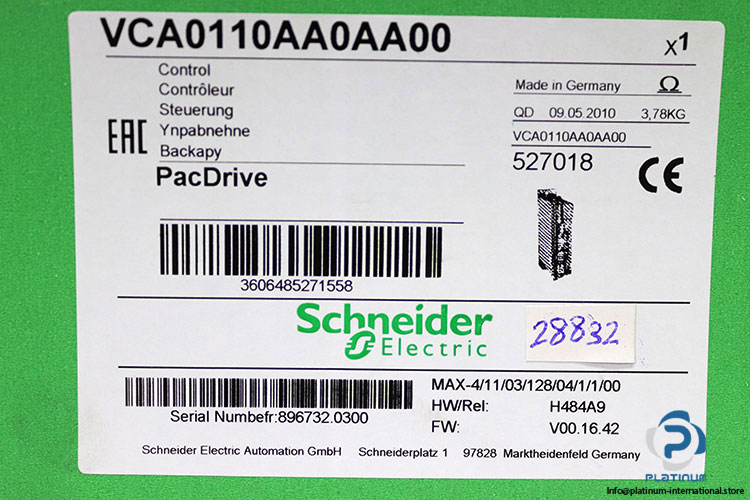 VCA0110AA0AA00
x1
Control
Contrôleur
Steuerung
Ynpabnehne
Backapy
EAC
PacDrive
Made in Germany Ω
QD 09.05.2010 3,78KG
VCA0110AA0AA00
527018
CE
3606485271558
Schneider
Electric
28832
MAX-4/11/03/128/04/1/1/00
HW/Rel: H484A9
FW: V00.16.42
Serial Numbefr:896732.0300
Schneider Electric Automation GmbH Schneiderplatz 1 97828 Marktheidenfeld Germany
PLATINUM
Info@platinum-international.store